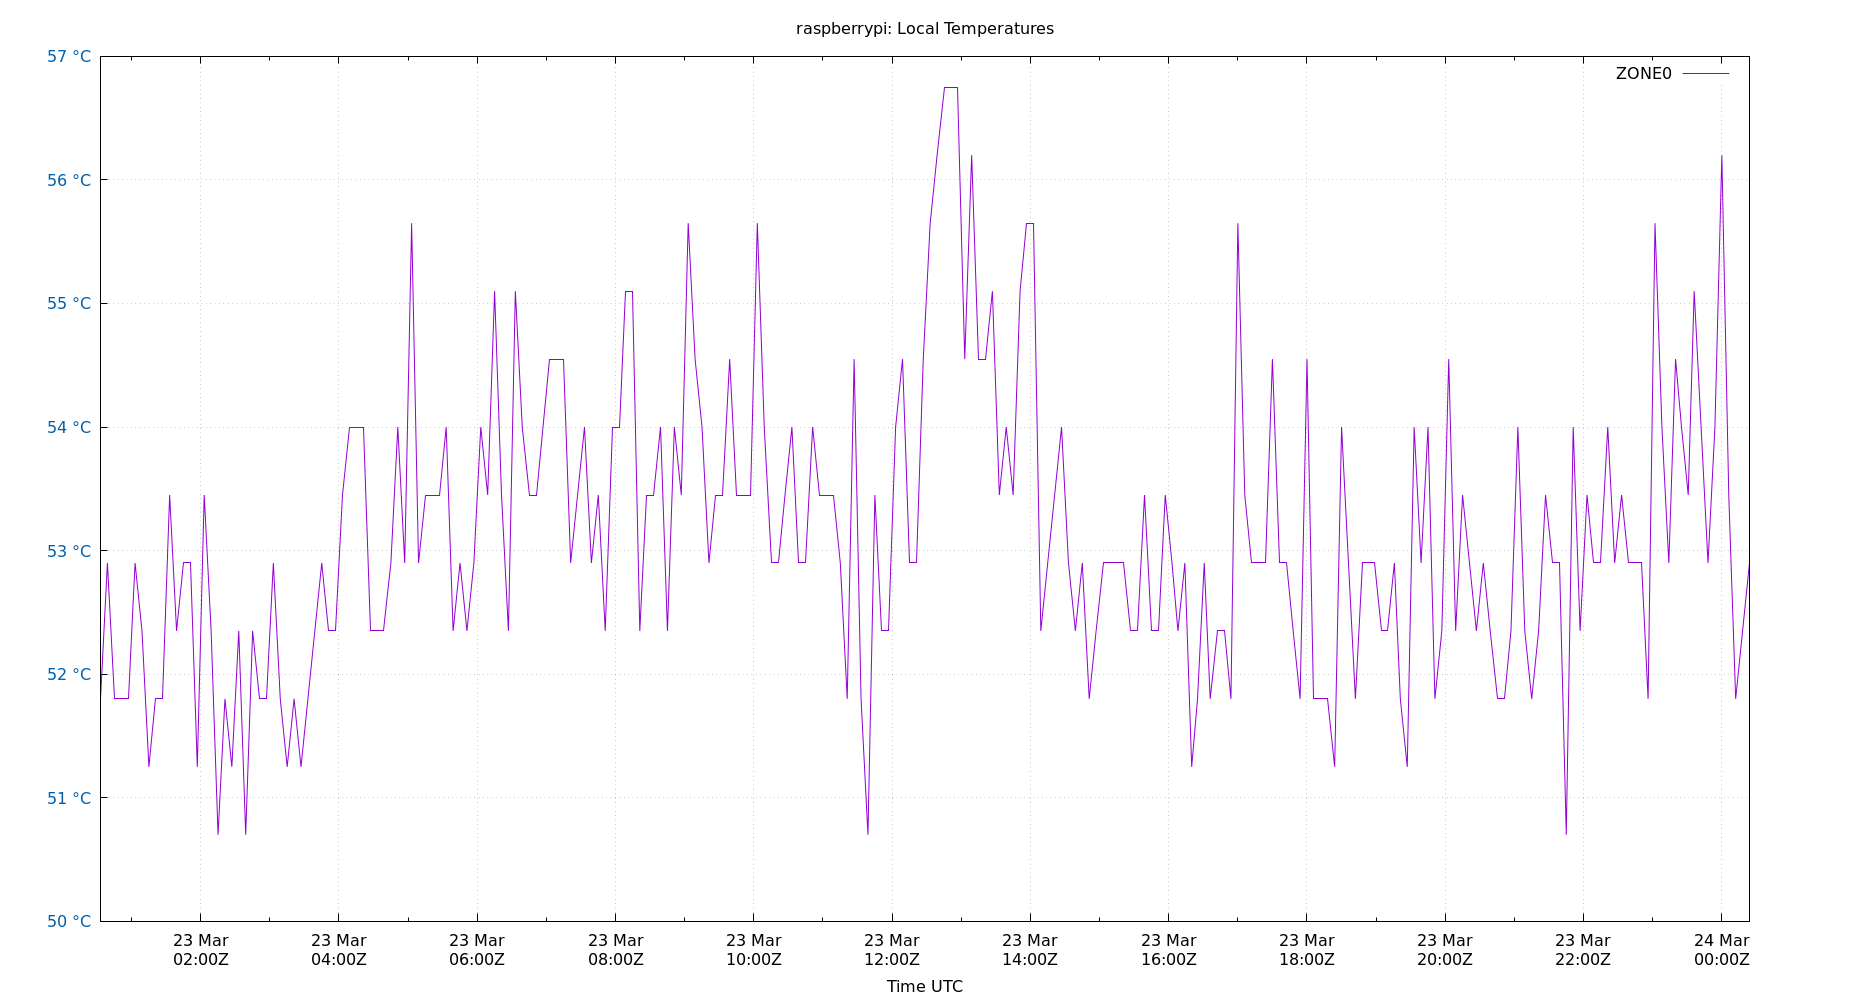 raspberrypi: Local Temperatures
57 °C
ZONE0
56 °C
55 °C
54 °C
53 °C
52 °C
51 °C
50 °C
23 Mar 23 Mar 23 Mar 23 Mar 23 Mar 23 Mar 23 Mar 23 Mar 23 Mar 23 Mar 23 Mar 24 Mar
02:00Z 04:00Z 06:00Z 08:00Z 10:00Z 12:00Z 14:00Z 16:00Z 18:00Z 20:00Z 22:00Z 00:00Z
Time UTC